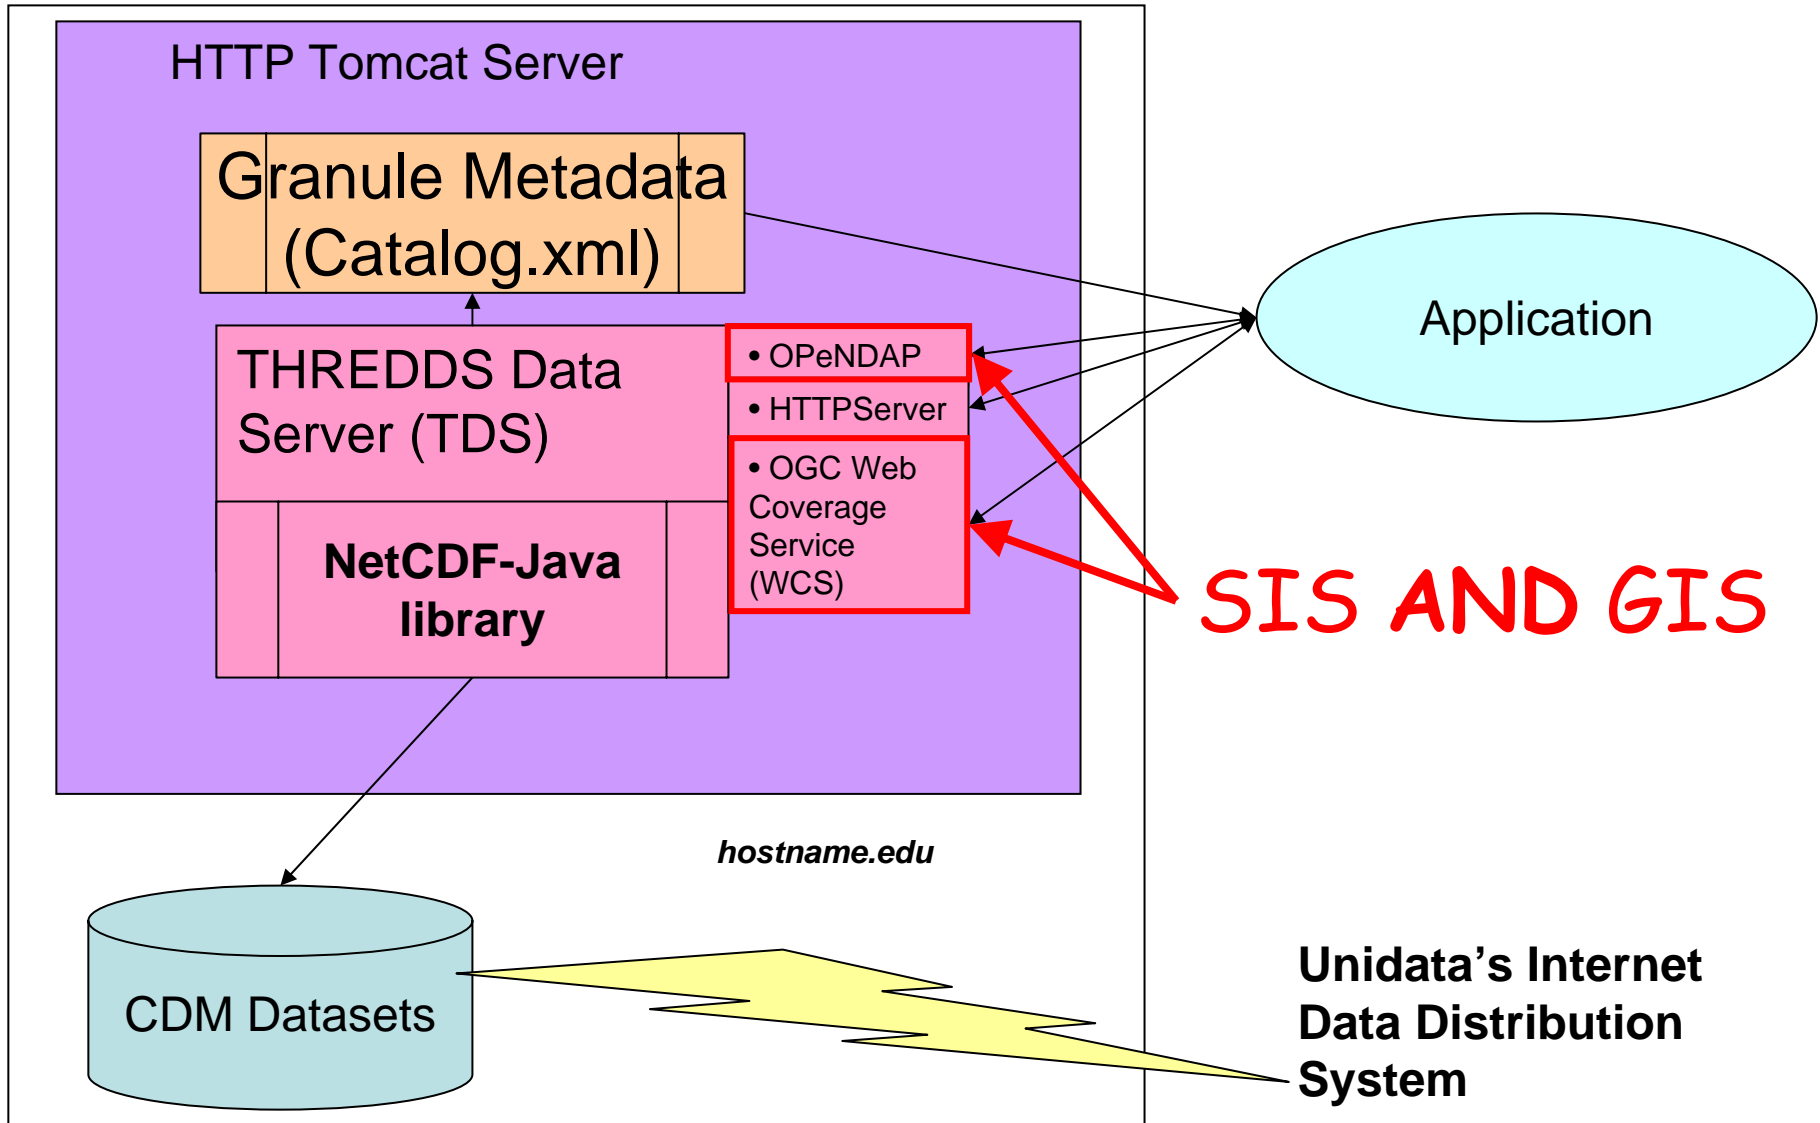 HTTP Tomcat Server
Granule Metadata
(Catalog.xml)
THREDDS Data
Server (TDS)
• OPeNDAP
• HTTPServer
• OGC Web
Coverage
Service
(WCS)
NetCDF-Java
library
Application
SIS AND GIS
hostname.edu
CDM Datasets
Unidata’s Internet
Data Distribution
System